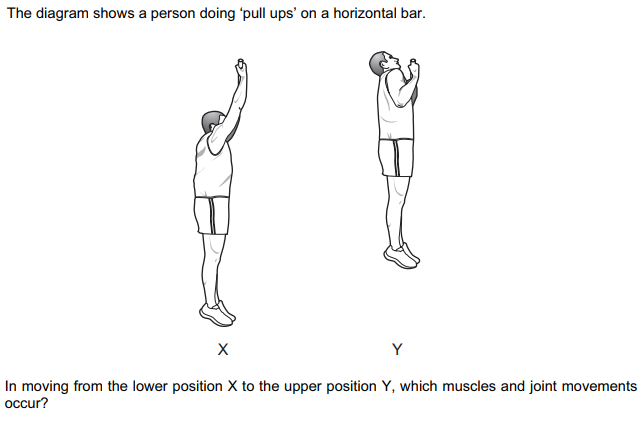 The diagram shows a person doing ‘pull ups’ on a horizontal bar.
X
Y
In moving from the lower position X to the upper position Y, which muscles and joint movements
occur?